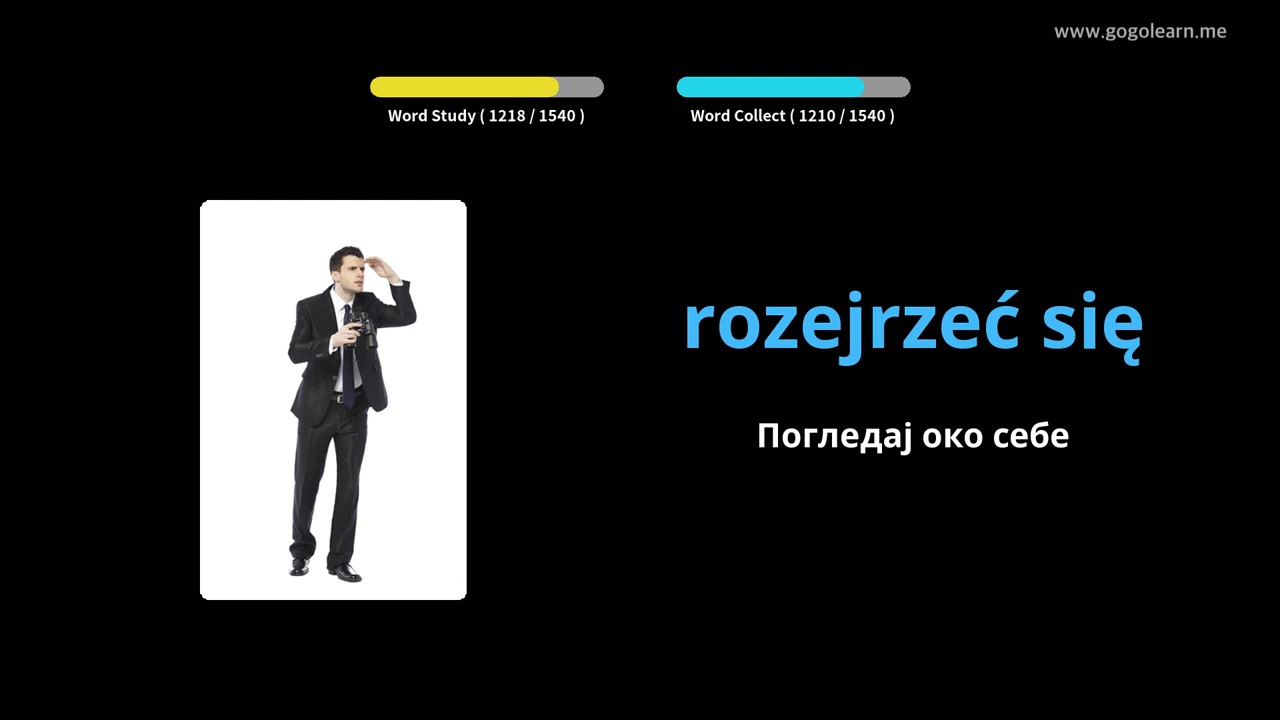 www.gogolearn.me
Word Study ( 1218 / 1540 )
Word Collect ( 1210 / 1540 )
rozejrzeć się
Погледај око себе